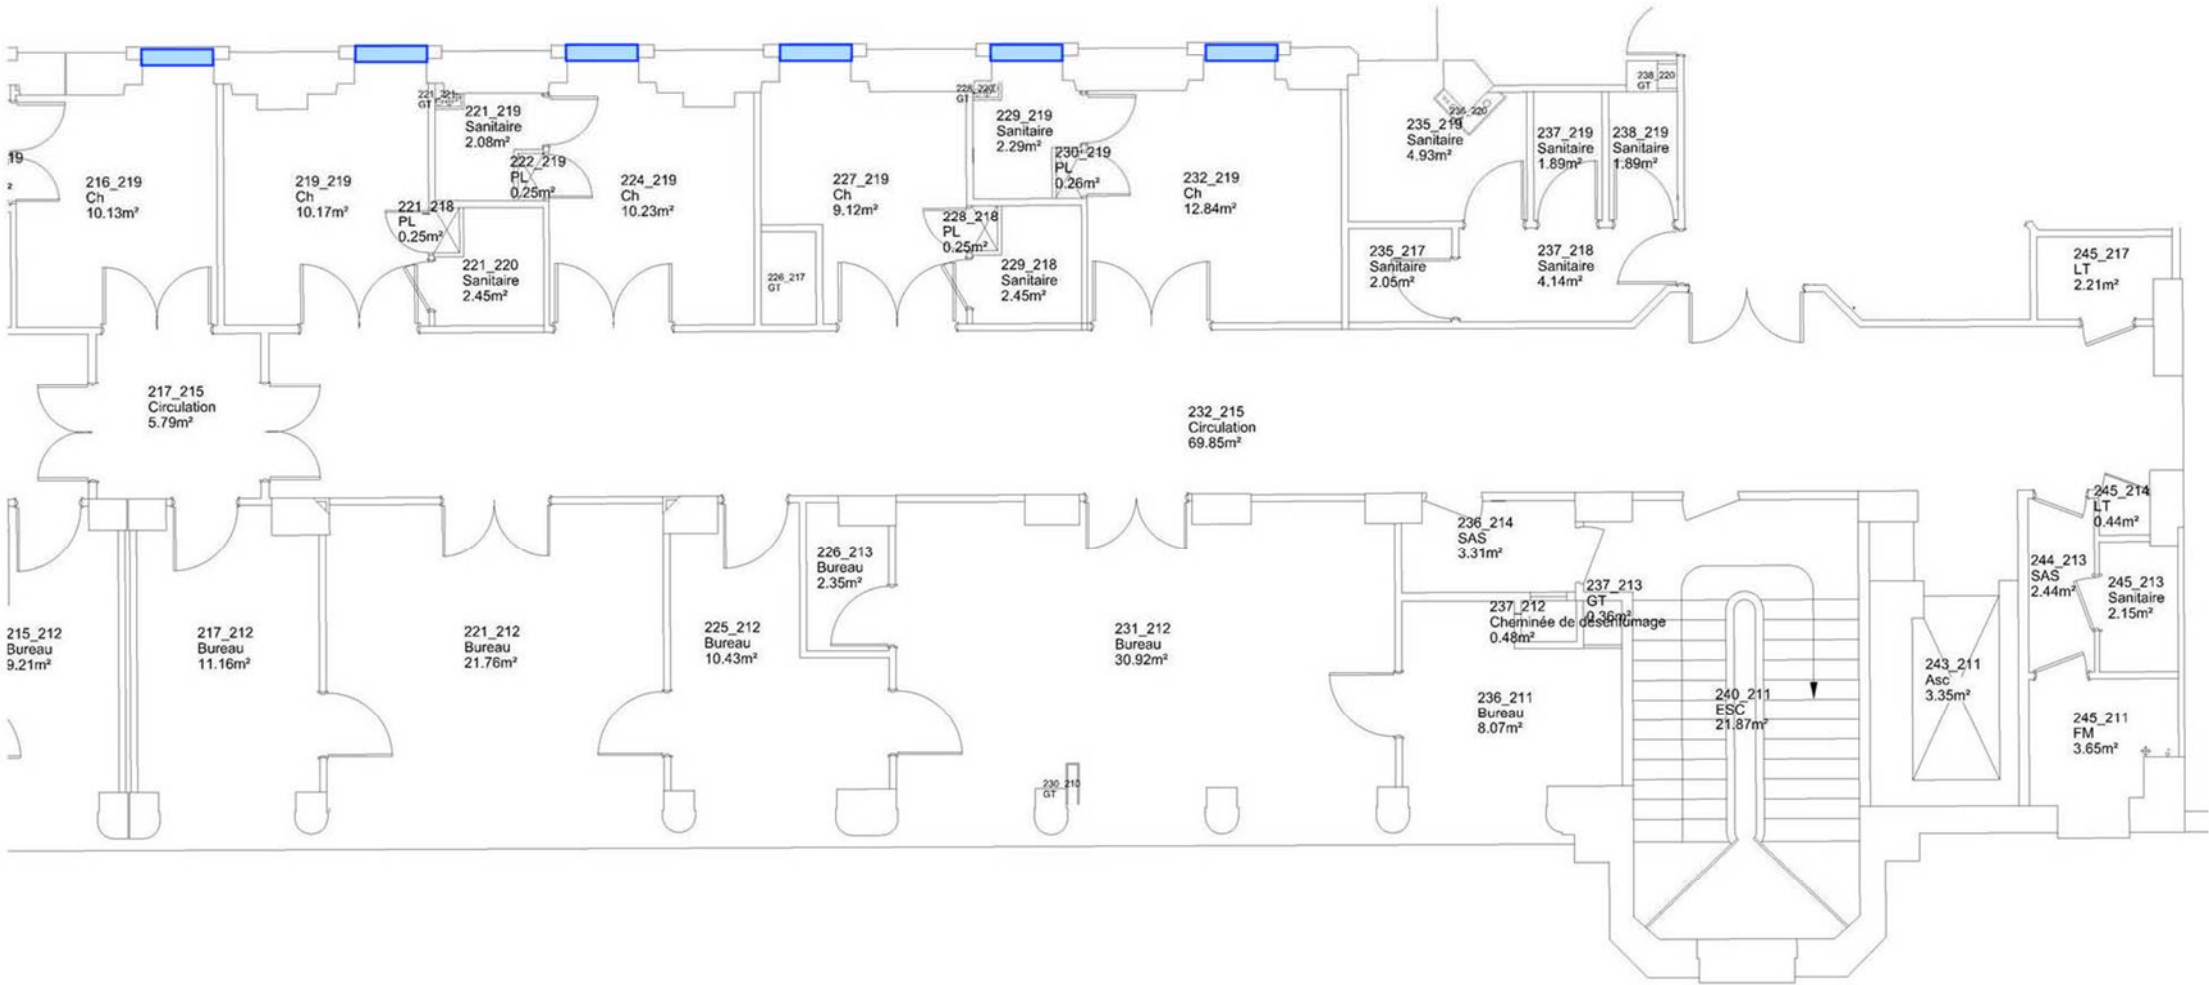 221_221
GT
221_219
Sanitaire
2.08m²
228_220
GT
229_219
Sanitaire
2.29m²
235_219
Sanitaire
4.93m²
236_220
237_219
Sanitaire
1.89m²
238_219
Sanitaire
1.89m²
238_220
GT
19
216_219
Ch
10.13m²
219_219
Ch
10.17m²
222_219
PL
0.25m²
224_219
Ch
10.23m²
227_219
Ch
9.12m²
230_219
PL
0.26m²
232_219
Ch
12.84m²
221_218
PL
0.25m²
228_218
PL
0.25m²
221_220
Sanitaire
2.45m²
226_217
GT
229_218
Sanitaire
2.45m²
235_217
Sanitaire
2.05m²
237_218
Sanitaire
4.14m²
245_217
LT
2.21m²
217_215
Circulation
5.79m²
232_215
Circulation
69.85m²
236_214
SAS
3.31m²
245_214
LT
0.44m²
226_213
Bureau
2.35m²
237_213
GT
0.36m²
244_213
SAS
2.44m²
245_213
Sanitaire
2.15m²
215_212
Bureau
9.21m²
217_212
Bureau
11.16m²
221_212
Bureau
21.76m²
225_212
Bureau
10.43m²
231_212
Bureau
30.92m²
237_212
Cheminée de désenfumage
0.48m²
236_211
Bureau
8.07m²
240_211
ESC
21.87m²
243_211
Asc
3.35m²
245_211
FM
3.65m²
230_210
GT